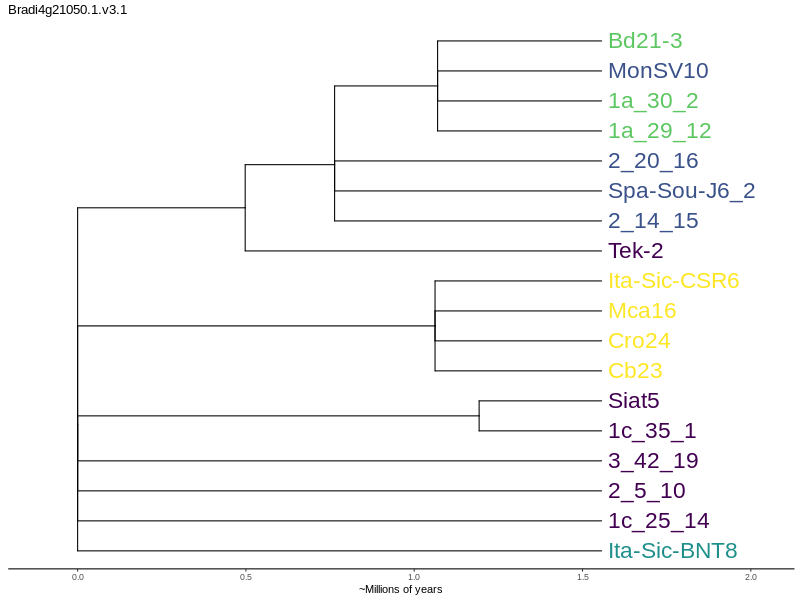 Bradi4g21050.1.v3.1
Bd21-3
MonSV10
1a_30_2
1a_29_12
2_20_16
Spa-Sou-J6_2
2_14_15
Tek-2
Ita-Sic-CSR6
Mca16
Cro24
Cb23
Siat5
1c_35_1
3_42_19
2_5_10
1c_25_14
Ita-Sic-BNT8
0.0 0.5 1.0 1.5 2.0
~Millions of years